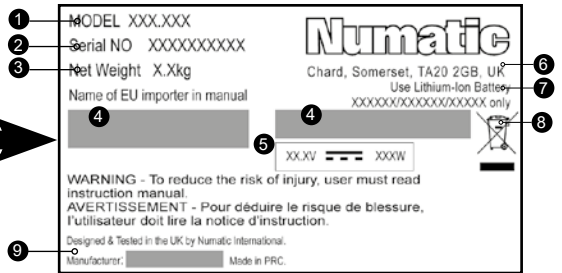 1 MODEL XXX.XXX
2 Serial NO XXXXXXXXXX
3 Net Weight X.Xkg
Name of EU importer in manual
4
Numatic
Chard, Somerset, TA20 2GB, UK 6
Use Lithium-Ion Battery 7
XXXXXX/XXXXXX/XXXXX only
4
8
5
XX.XV XXXW
WARNING - To reduce the risk of injury, user must read
instruction manual.
AVERTISSEMENT - Pour déduire le risque de blessure,
l'utilisateur doit lire la notice d'instruction.
Designed & Tested in the UK by Numatic International.
9 Manufacturer: Made in PRC.